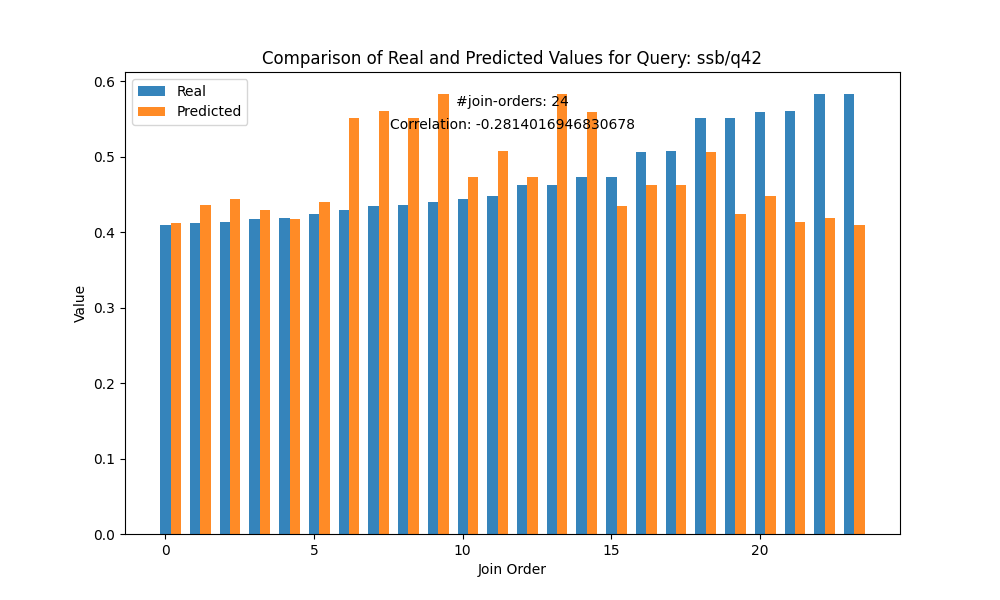 Comparison of Real and Predicted Values for Query: ssb/q42
Real
Predicted
#join-orders: 24
Correlation: -0.2814016946830678
0.6
0.5
0.4
0.3
0.2
0.1
0.0
Value
0
5
10
15
20
Join Order